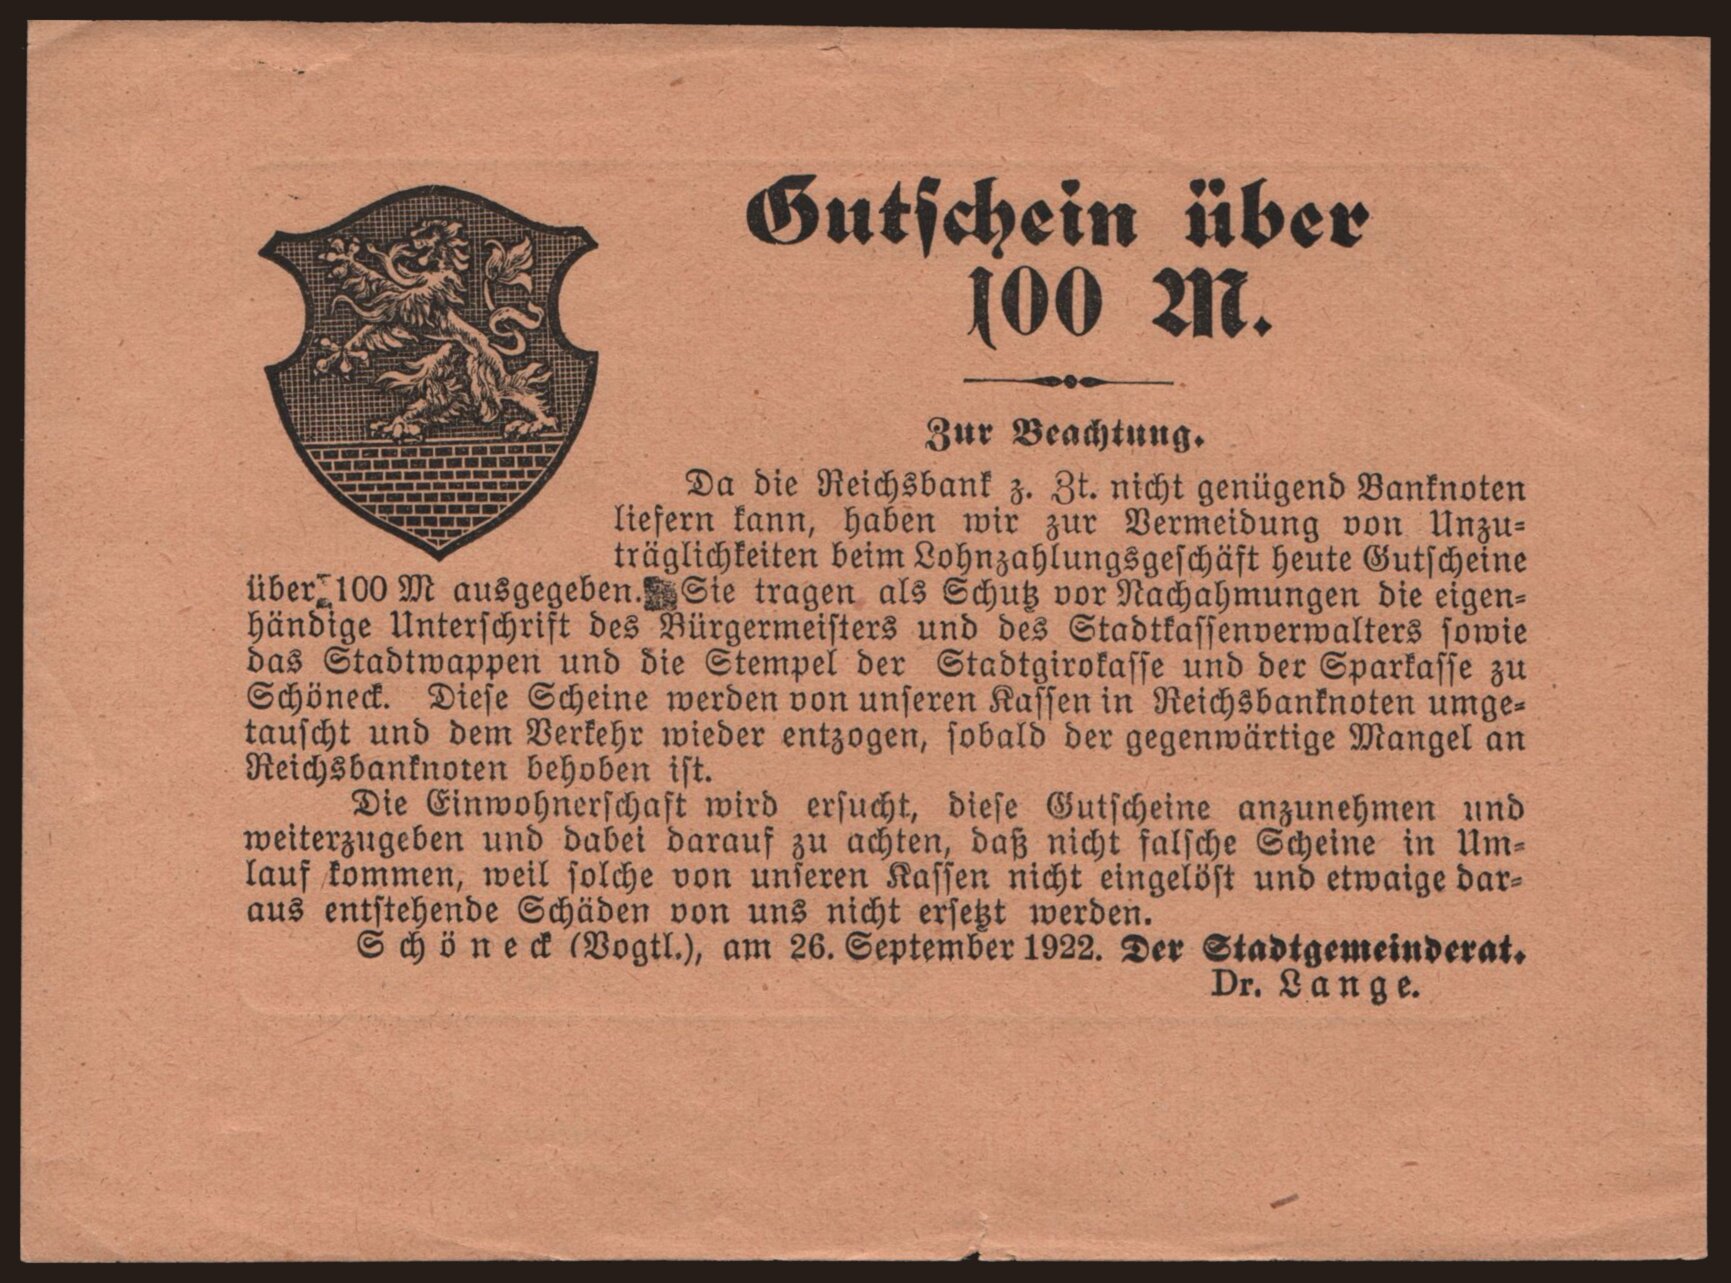 Gutschein über
100 M.
Zur Beachtung.
Da die Reichsbank z. Zt. nicht genügend Banknoten
liefern kann, haben wir zur Vermeidung von Unzu=
träglichkeiten beim Lohnzahlungsgeschäft heute Gutscheine
über 100 M ausgegeben. Sie tragen als Schutz vor Nachahmungen die eigen=
händige Unterschrift des Bürgermeisters und des Stadtkassenverwalters sowie
das Stadtwappen und die Stempel der Stadtgirokasse und der Sparkasse zu
Schöneck. Diese Scheine werden von unseren Kassen in Reichsbanknoten umge=
tauscht und dem Verkehr wieder entzogen, sobald der gegenwärtige Mangel an
Reichsbanknoten behoben ist.
Die Einwohnerschaft wird ersucht, diese Gutscheine anzunehmen und
weiterzugeben und dabei darauf zu achten, daß nicht falsche Scheine in Um=
lauf kommen, weil solche von unseren Kassen nicht eingelöst und etwaige dar=
aus entstehende Schäden von uns nicht ersetzt werden.
Schöneck (Vogtl.), am 26. September 1922. Der Stadtgemeinderat.
Dr. Lange.